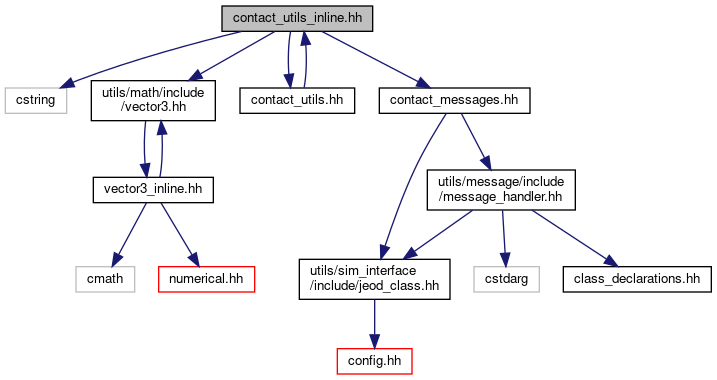 contact_utils_inline.hh
cstring
utils/math/include
/vector3.hh
contact_utils.hh
contact_messages.hh
vector3_inline.hh
utils/message/include
/message_handler.hh
cmath
numerical.hh
utils/sim_interface
/include/jeod_class.hh
cstdarg
class_declarations.hh
config.hh